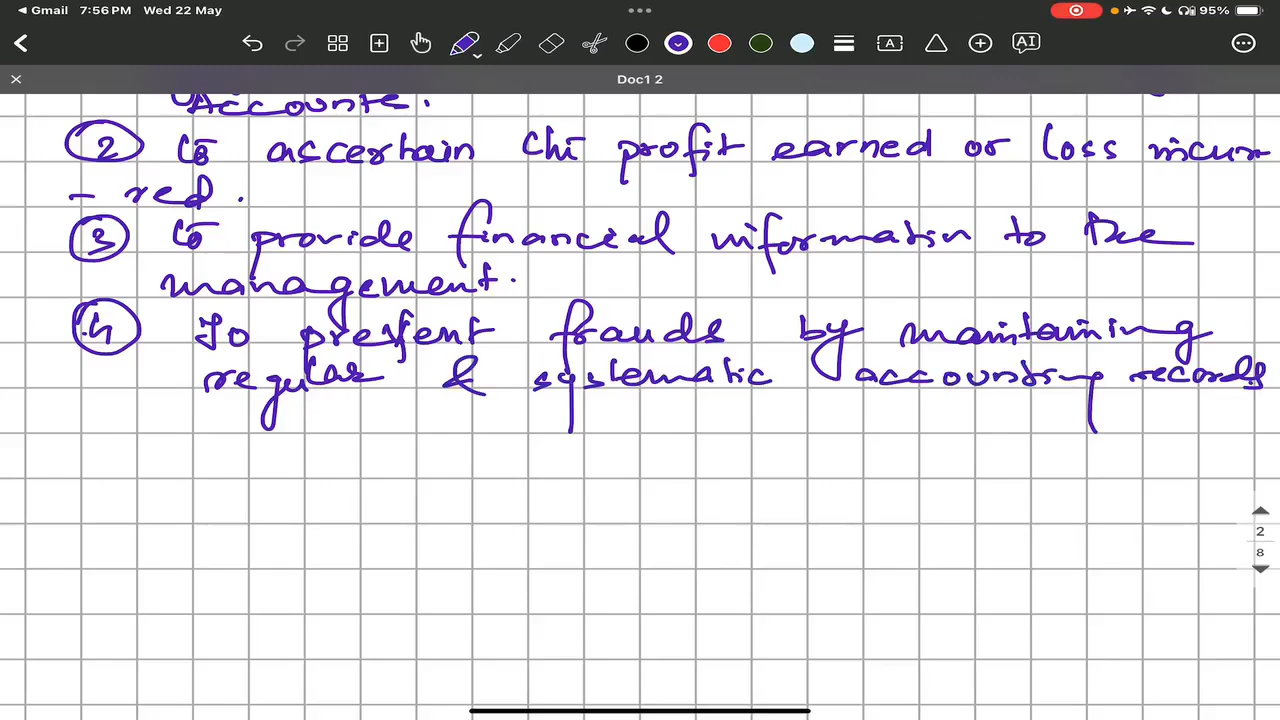 Gmail 7:56 PM Wed 22 May 95%
A AI
Doc1 2
Accounts.
2 To ascertain the profit earned or loss incur
- red.
3 To provide financial information to the
management.
4 To prevent frauds by maintaining
regular & systematic accounting records
2
8